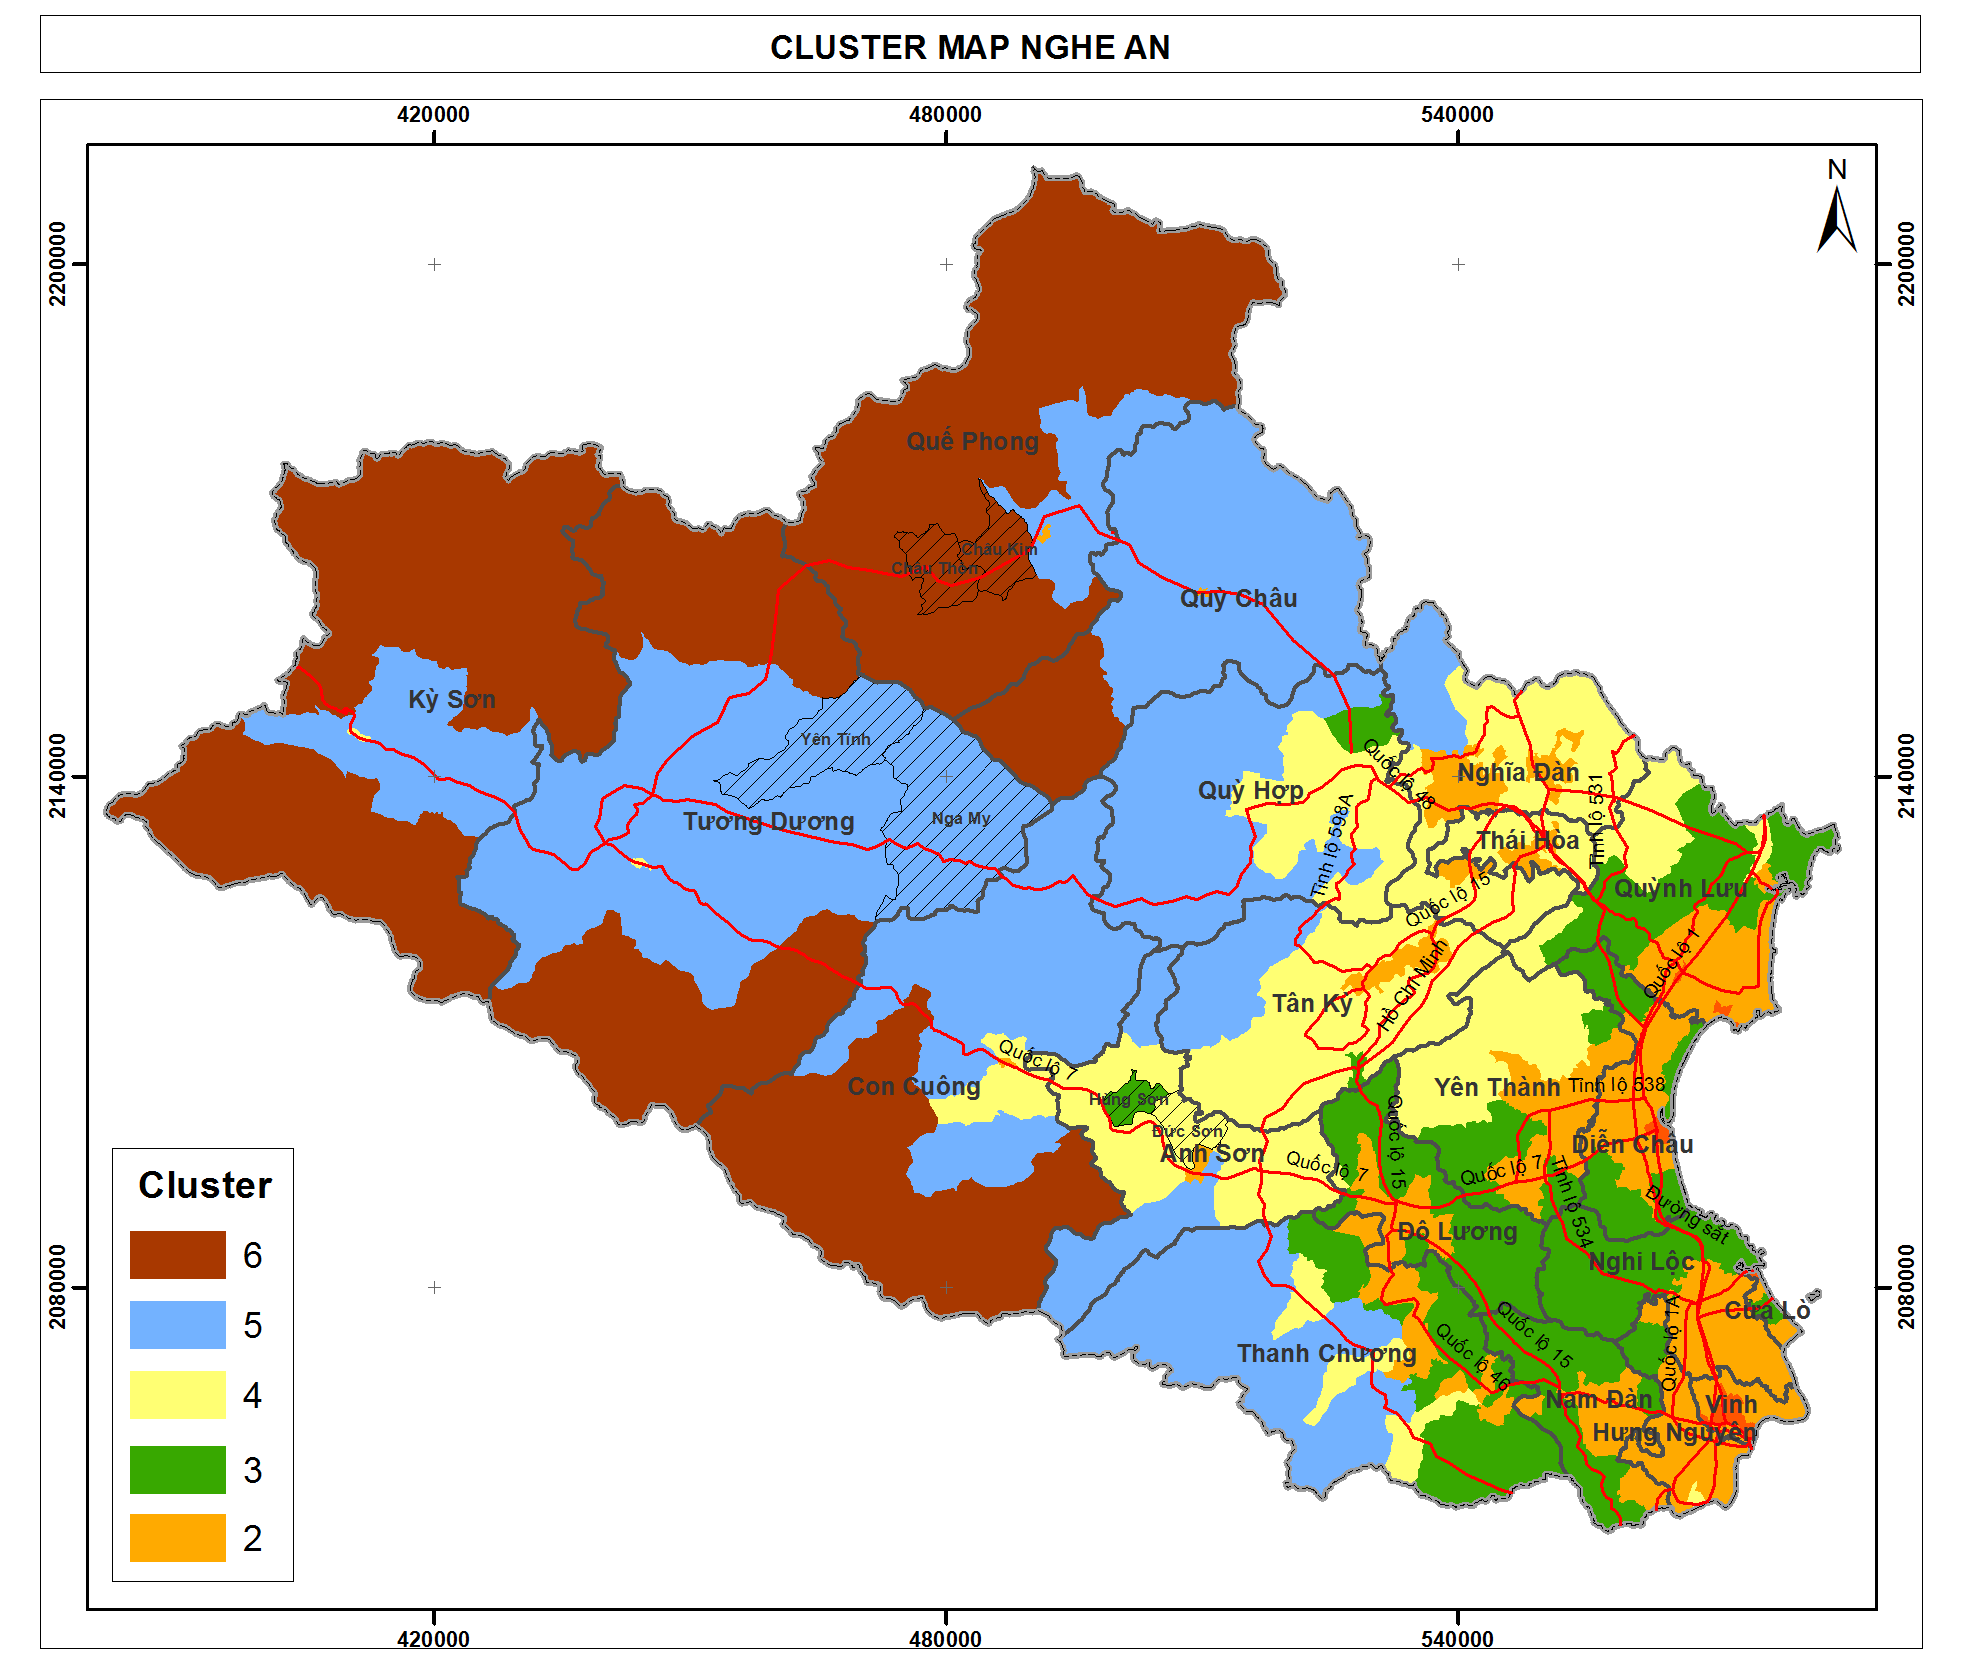 CLUSTER MAP NGHE AN
420000
480000
540000
N
2200000
2200000
Quế Phong
Châu Kim
Châu Thôn
Quỳ Châu
Kỳ Sơn
Yên Tĩnh
Quốc lộ 48
Nghĩa Đàn
2140000
2140000
Quỳ Hợp
Tỉnh lộ 531
Tương Dương
Nga My
Tỉnh lộ 598A
Thái Hòa
Quốc lộ 15
Quỳnh Lưu
Quốc lộ 1
Tân Kỳ
Hồ Chí Minh
Quốc lộ 7
Con Cuông
Hùng Sơn
Yên Thành
Tỉnh lộ 538
Đức Sơn
Anh Sơn
Quốc lộ 15
Diễn Châu
Quốc lộ 7
Quốc lộ 7
Tỉnh lộ 534
Đường sắt
Cluster
Đô Lương
6
Nghi Lộc
2080000
2080000
Cửa Lò
5
Thanh Chương
Quốc lộ 46
Quốc lộ 15
Quốc lộ 1A
4
Nam Đàn
Vinh
Hưng Nguyên
3
2
420000
480000
540000